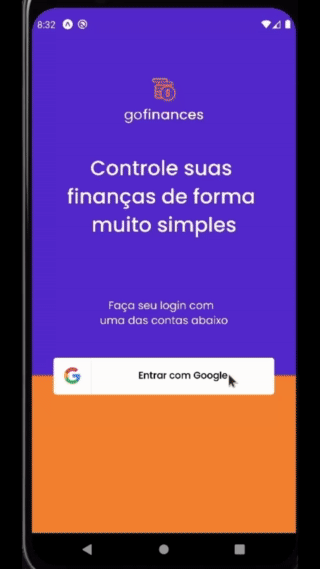 8:32
gofinances
Controle suas
finanças de forma
muito simples
Faça seu login com
uma das contas abaixo
Entrar com Google